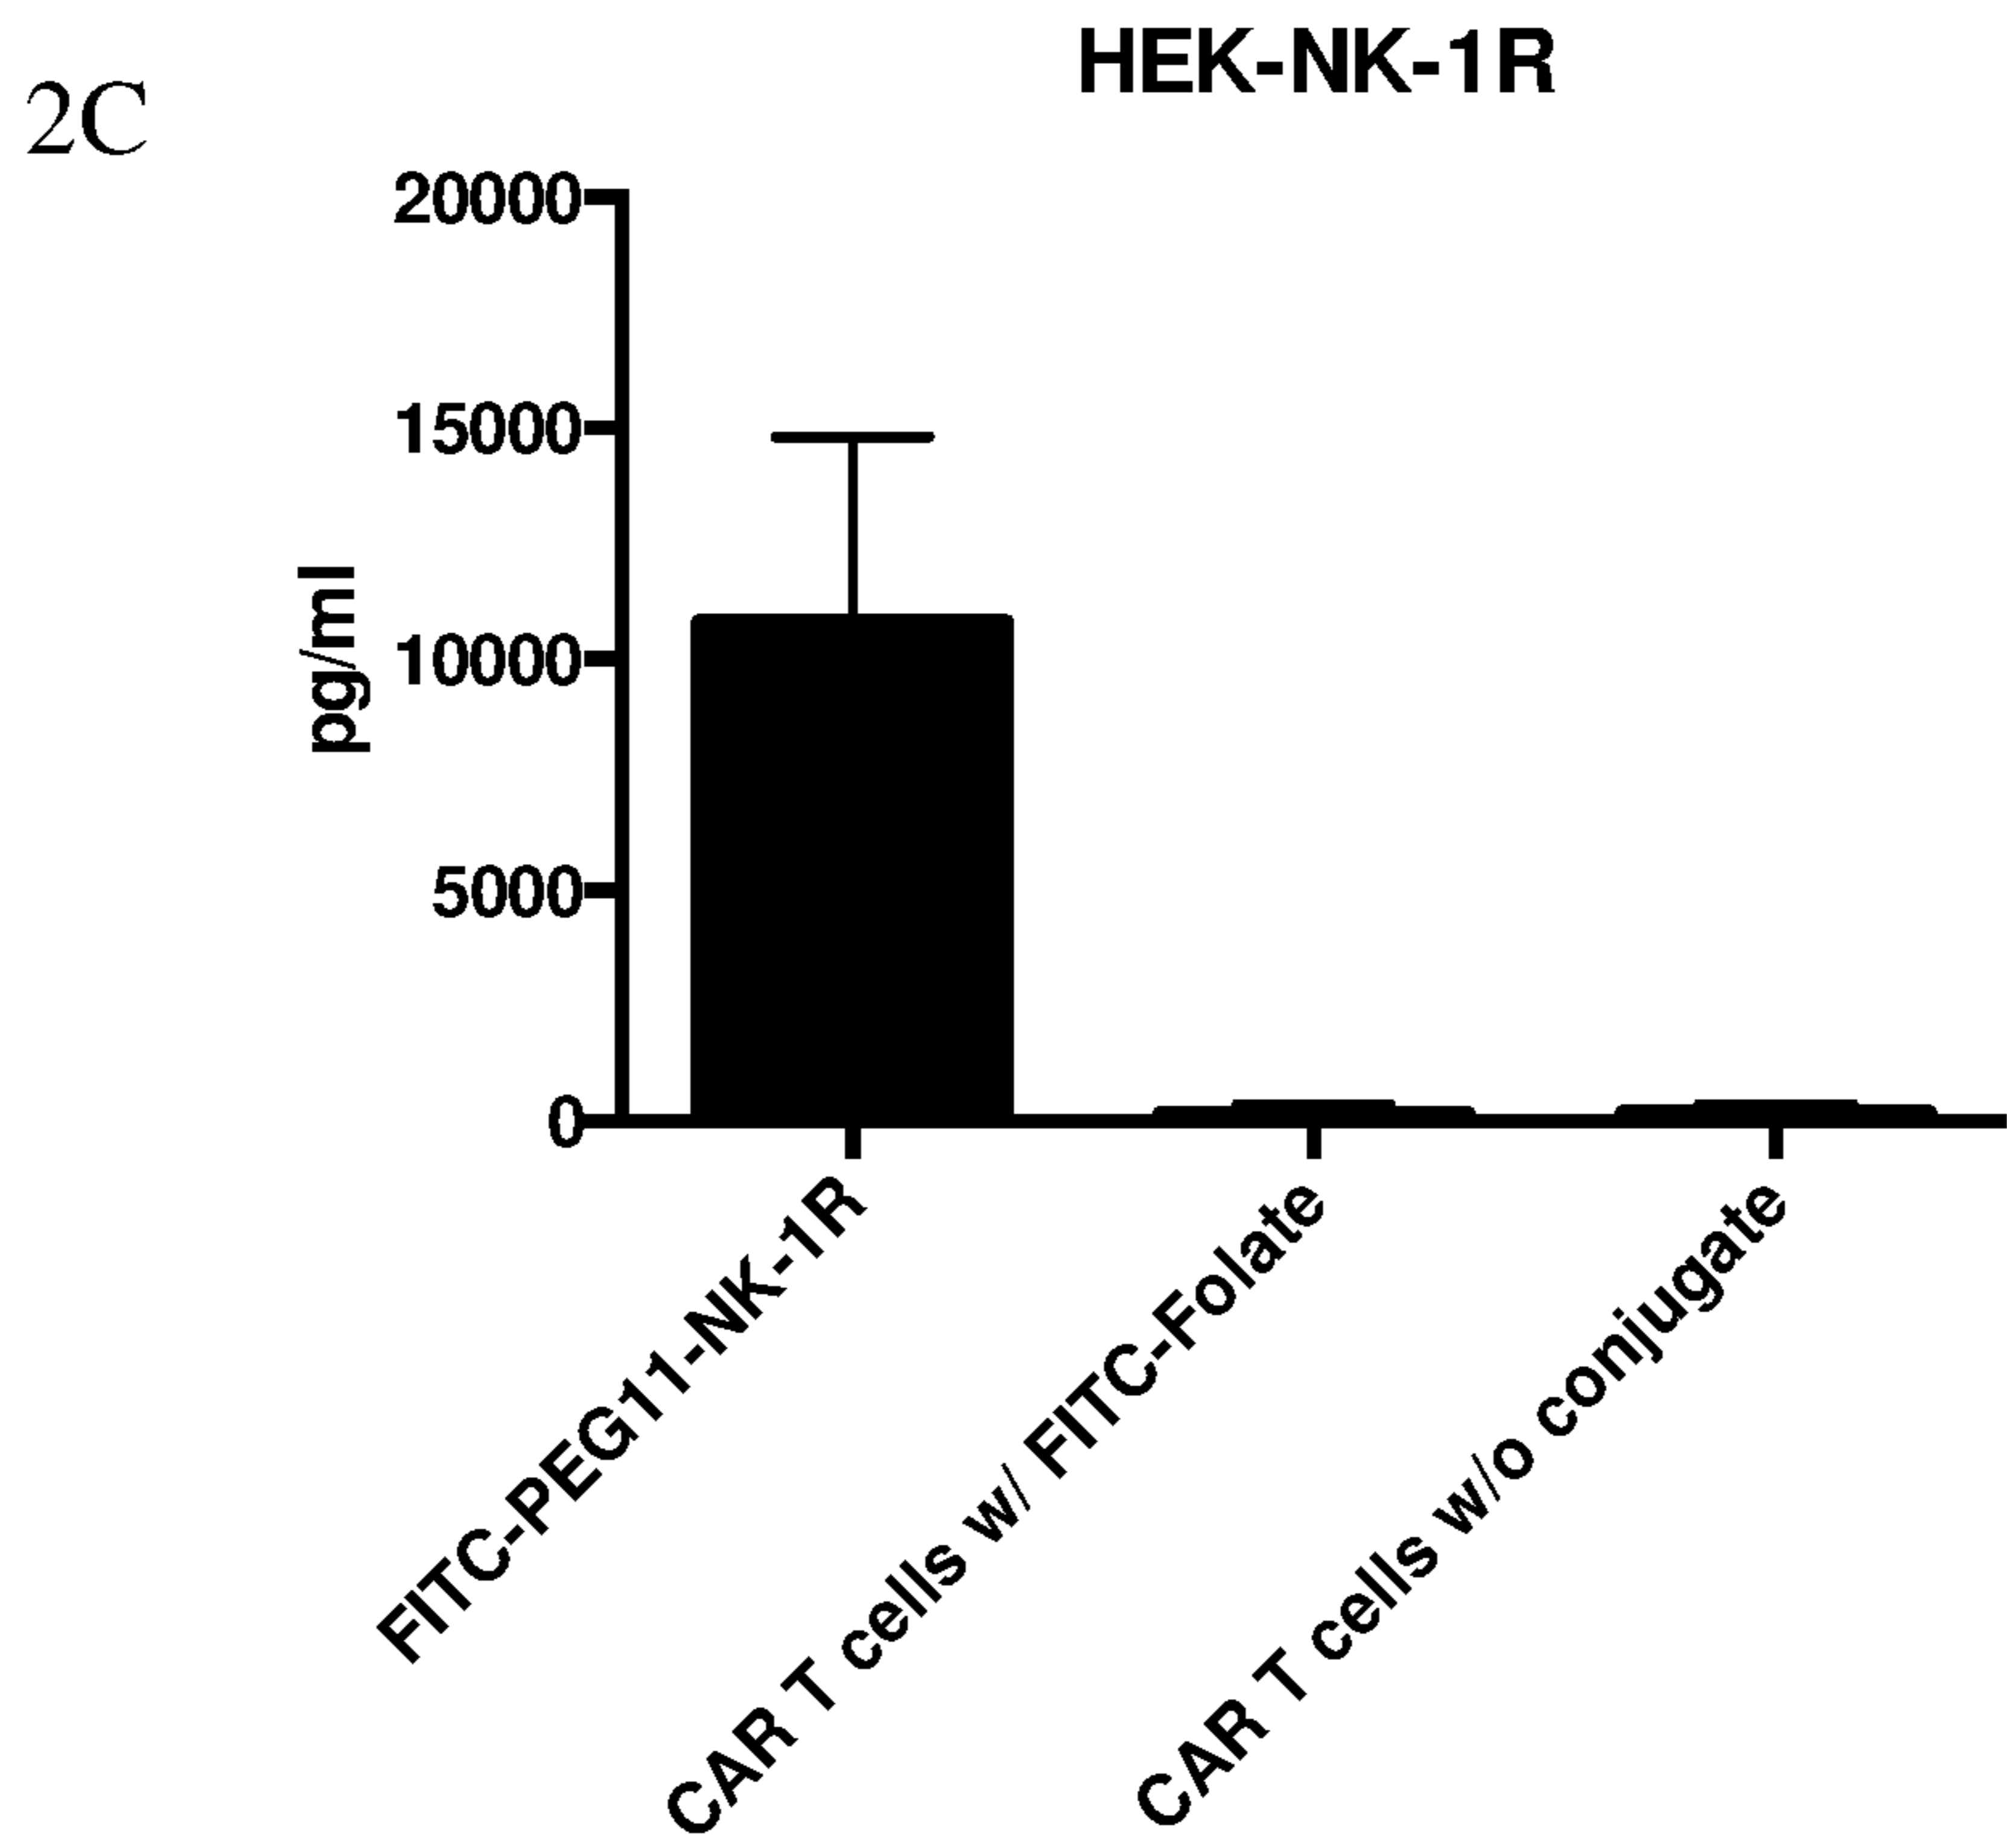 2C
HEK-NK-1R
20000
15000
10000
5000
0
pg/ml
FITC-PEG11-NK-1R
CAR T cells w/ FITC-Folate
CAR T cells w/o conjugate